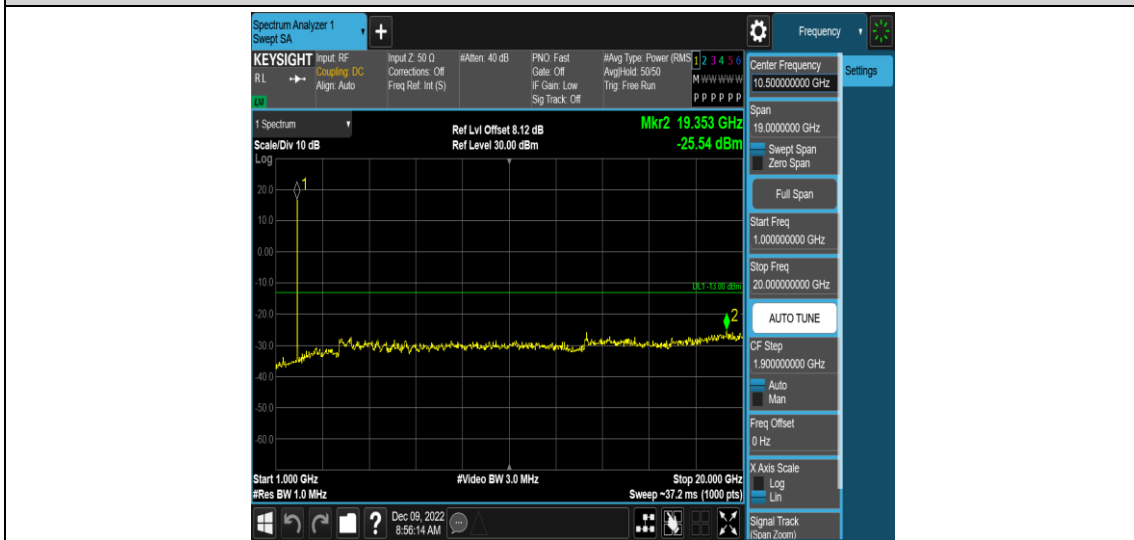 Spectrum Analyzer 1
Swept SA
+
Frequency
KEYSIGHT
RL
LXI
Input: RF
Coupling: DC
Align: Auto
Input Z: 50 Ω
Corrections: Off
Freq Ref: Int (S)
#Atten: 40 dB
PNO: Fast
Gate: Off
IF Gain: Low
Sig Track: Off
#Avg Type: Power (RMS
Avg|Hold: 50/50
Trig: Free Run
1 2 3 4 5 6
M W W W W W
P P P P P P
Center Frequency
10.500000000 GHz
Settings
Span
19.0000000 GHz
Swept Span
Zero Span
Full Span
Start Freq
1.000000000 GHz
Stop Freq
20.000000000 GHz
AUTO TUNE
CF Step
1.900000000 GHz
Auto
Man
Freq Offset
0 Hz
X Axis Scale
Log
Lin
Signal Track
(Span Zoom)
1 Spectrum
Scale/Div 10 dB
Log
Ref Lvl Offset 8.12 dB
Ref Level 30.00 dBm
Mkr2 19.353 GHz
-25.54 dBm
20.0
10.0
0.00
-10.0
-20.0
-30.0
-40.0
-50.0
-60.0
1
DL1 -13.00 dBm
2
Start 1.000 GHz
#Res BW 1.0 MHz
#Video BW 3.0 MHz
Stop 20.000 GHz
Sweep ~37.2 ms (1000 pts)
?
Dec 09, 2022
8:56:14 AM